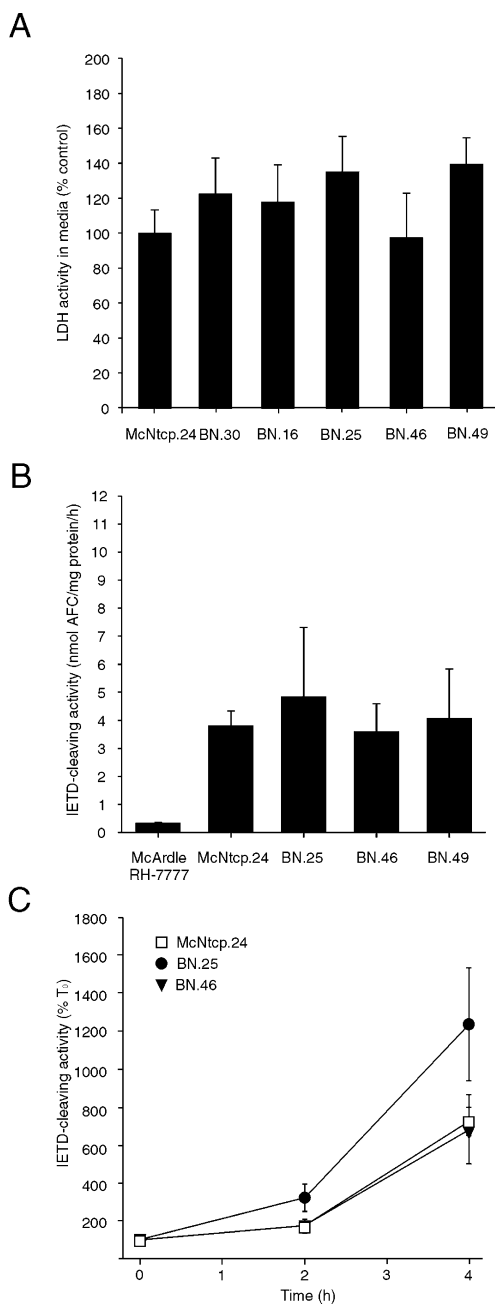 A
LDH activity in media (% control)
200
180
160
140
120
100
80
60
40
20
0
McNtcp.24 BN.30 BN.16 BN.25 BN.46 BN.49
B
IETD-cleaving activity (nmol AFC/mg protein/h)
12
11
10
9
8
7
6
5
4
3
2
1
0
McArdle RH-7777 McNtcp.24 BN.25 BN.46 BN.49
C
IETD-cleaving activity (% T₀)
1800
1600
1400
1200
1000
800
600
400
200
McNtcp.24
BN.25
BN.46
0 1 2 3 4
Time (h)